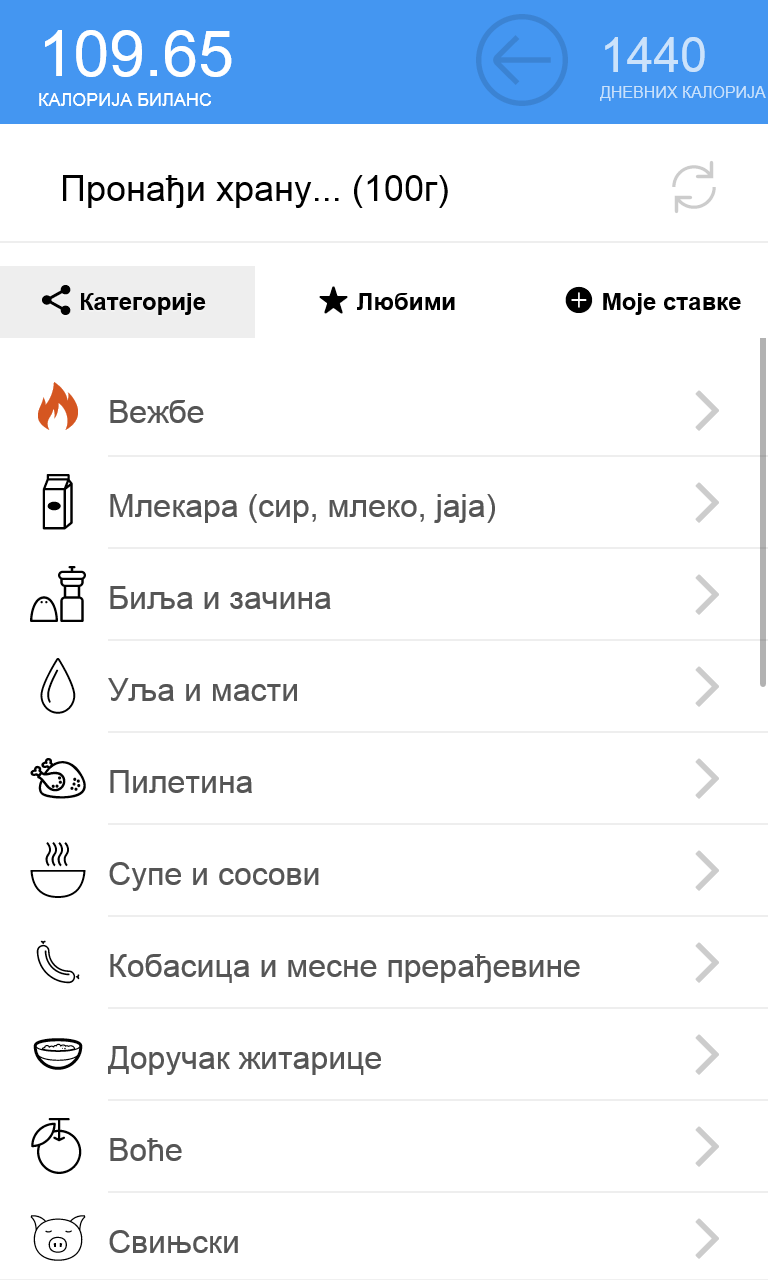 109.65
КАЛОРИЈА БИЛАНС
1440
ДНЕВНИХ КАЛОРИЈА
Пронађи храну... (100г)
Категорије
Љубими
Моје ставке
Вежбе
Млекара (сир, млеко, јаја)
Биља и зачина
Уља и масти
Пилетина
Супе и сосови
Кобасица и месне прерађевине
Доручак житарице
Воће
Свињски